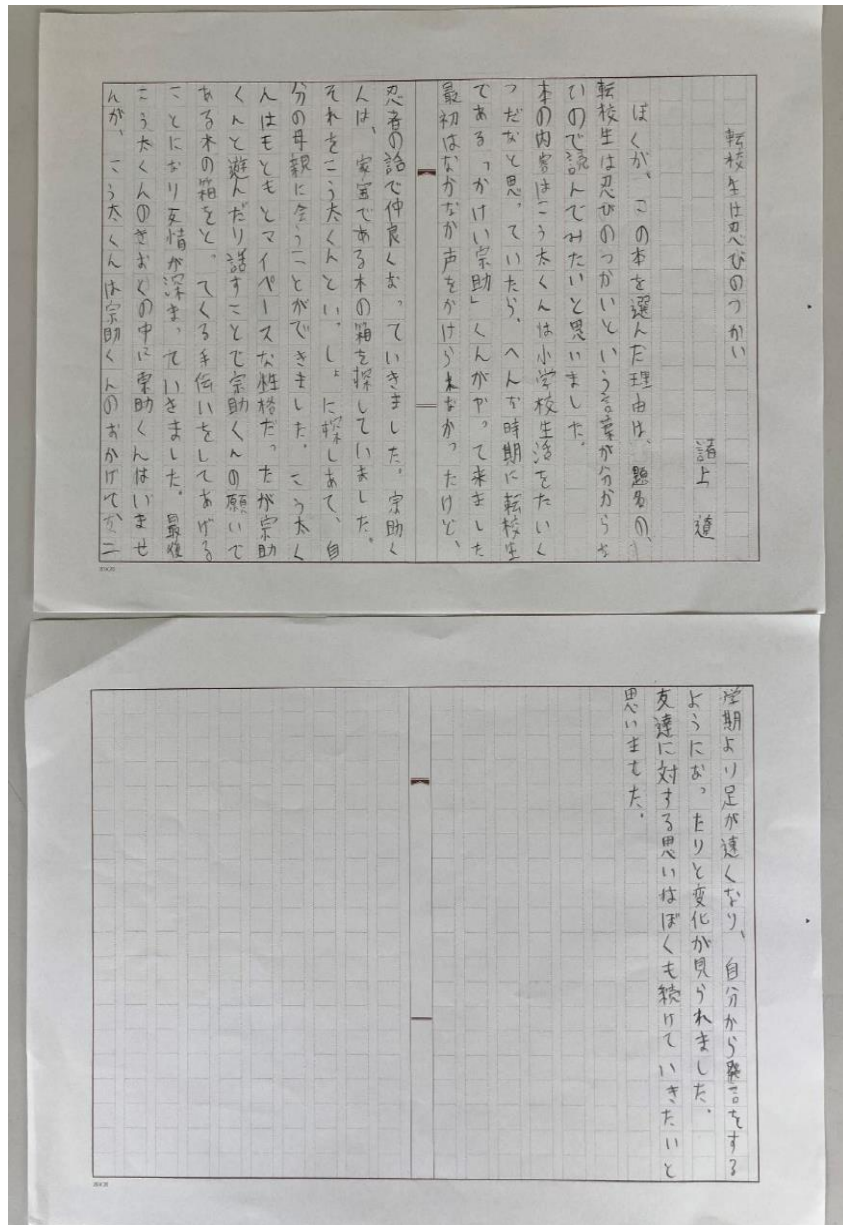 転校生は忍びのつかい
諸上 遼
ぼくが、この本を選んだ理由は、題名の、
転校生は忍びのつかいという言葉が分からな
いので読んでみたいと思いました。
本の内容はこう太くんは小学校生活をたいく
つだなと思っていたら、へんな時期に転校生
である「かけい宗助」くんがやって来ました
最初はなかなか声をかけられなかったけど、
忍者の話で仲良くなっていきました。宗助く
んは、家宝である木の箱を探していました。
それをこう太くんといっしょに探しあて、自
分の母親に会うことができました。こう太く
んはもともとマイペースな性格だったが宗助
くんと遊んだり話すことで宗助くんの願いで
ある木の箱をとってくる手伝いをしてあげる
ことになり友情が深まっていきました。最後
こう太くんのきおくの中に宗助くんはいませ
んが、こう太くんは宗助くんのおかげで二
学期より足が速くなり、自分から発言をする
ようになったりと変化が見られました。
友達に対する思いはぼくも続けていきたいと
思いました。